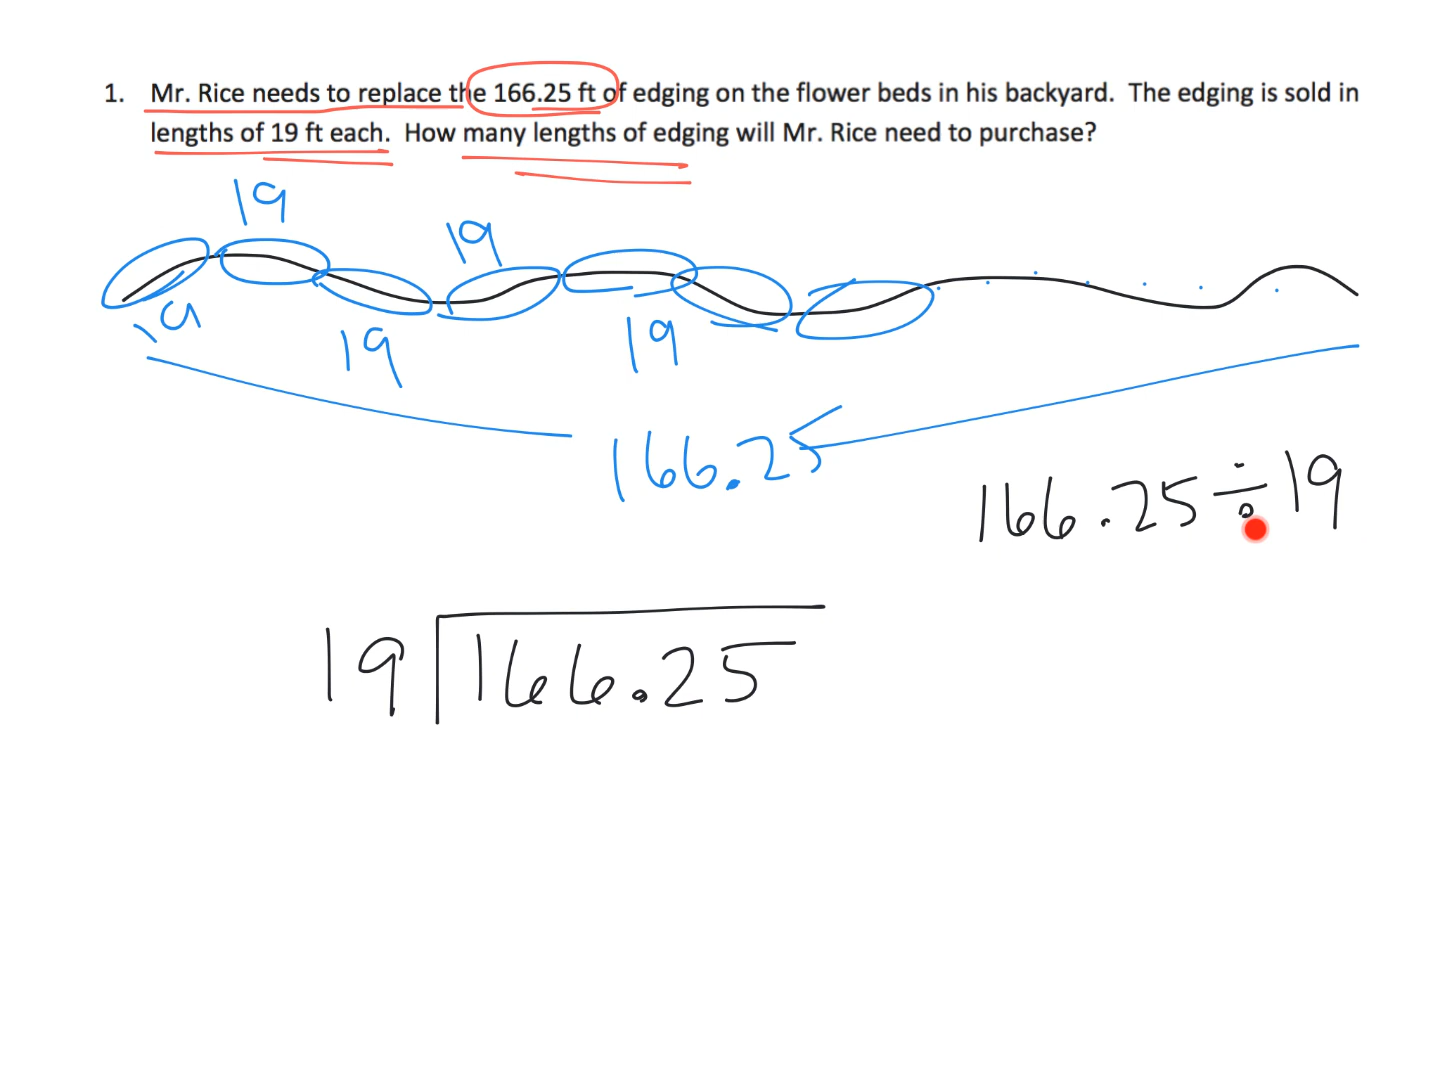 1. Mr. Rice needs to replace the 166.25 ft of edging on the flower beds in his backyard. The edging is sold in
lengths of 19 ft each. How many lengths of edging will Mr. Rice need to purchase?
19
19
19
19
19
166.25
166.25 ÷ 19
19 166.25